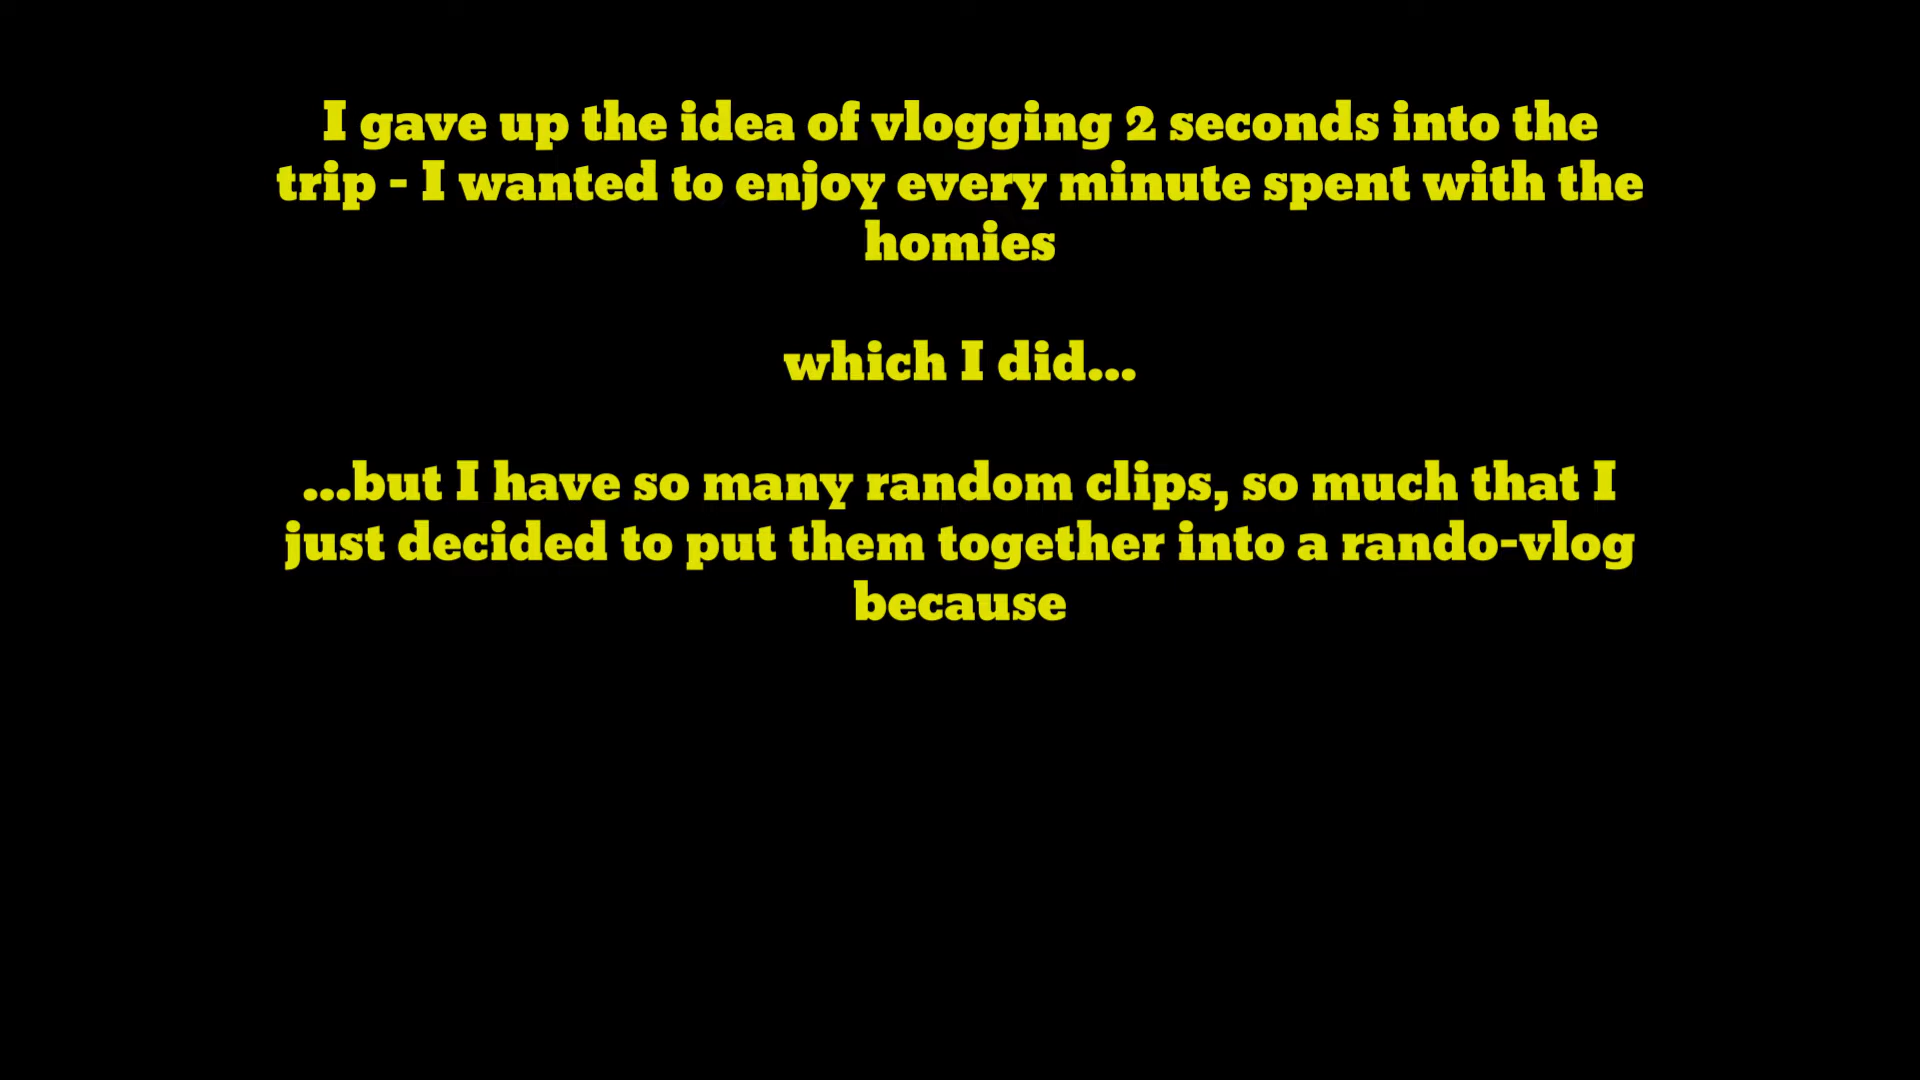 I gave up the idea of vlogging 2 seconds into the
trip - I wanted to enjoy every minute spent with the
homies
which I did...
...but I have so many random clips, so much that I
just decided to put them together into a rando-vlog
because